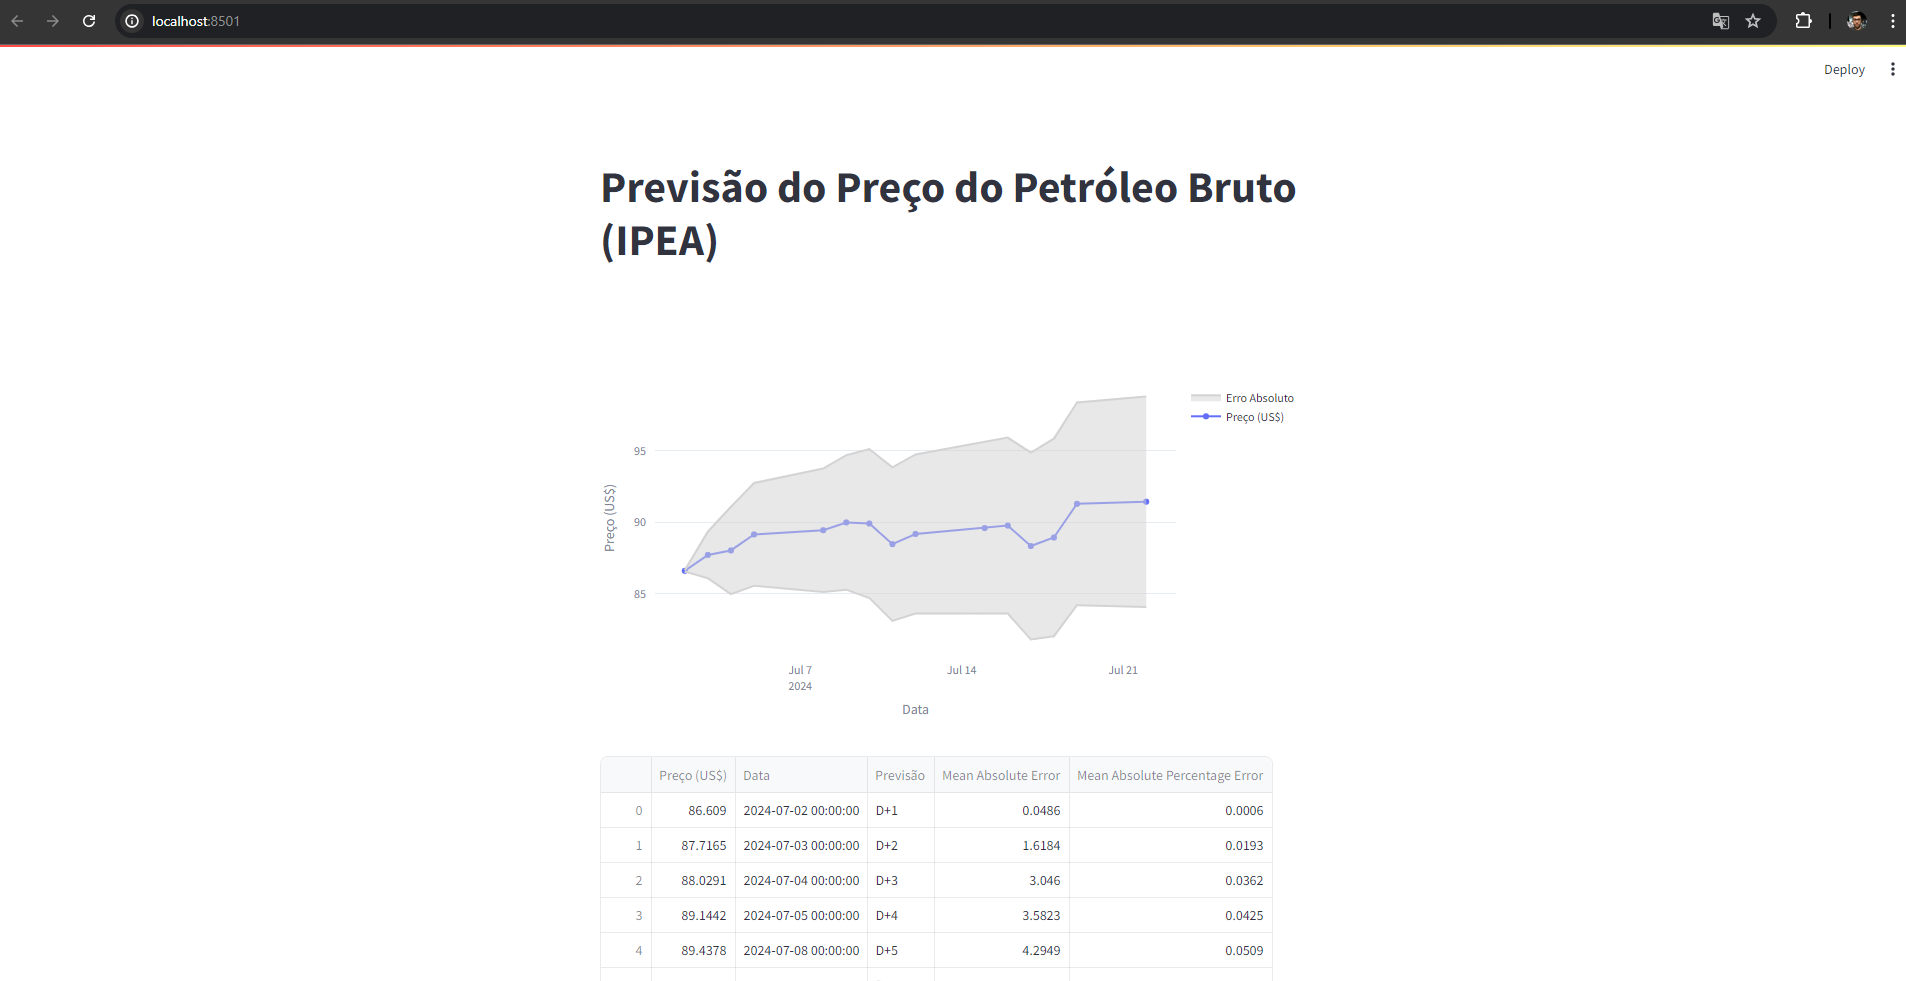 localhost:8501
Deploy
Previsão do Preço do Petróleo Bruto
(IPEA)
Erro Absoluto
Preço (US$)
95
90
85
Preço (US$)
Jul 7
2024
Jul 14
Jul 21
Data
Preço (US$) Data Previsão Mean Absolute Error Mean Absolute Percentage Error
0 86.609 2024-07-02 00:00:00 D+1 0.0486 0.0006
1 87.7165 2024-07-03 00:00:00 D+2 1.6184 0.0193
2 88.0291 2024-07-04 00:00:00 D+3 3.046 0.0362
3 89.1442 2024-07-05 00:00:00 D+4 3.5823 0.0425
4 89.4378 2024-07-08 00:00:00 D+5 4.2949 0.0509